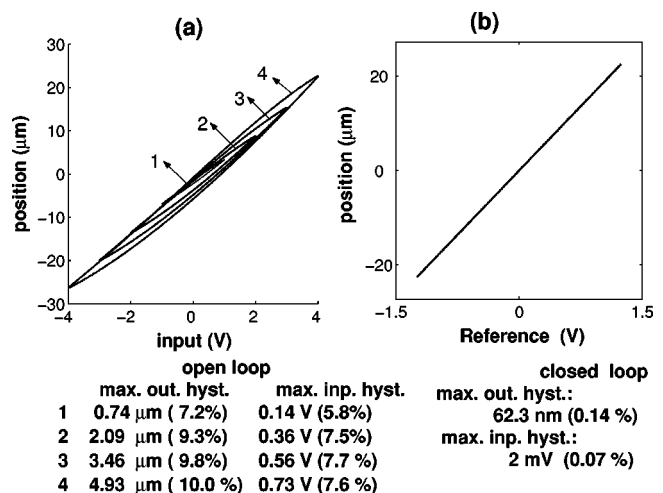 (a)
30
20
10
0
−10
−20
−30
−4 −2 0 2 4
position (μm)
input (V)
1
2
3
4
(b)
20
0
−20
−1.5 0 1.5
position (μm)
Reference (V)
open loop
max. out. hyst. max. inp. hyst.
1 0.74 μm ( 7.2%) 0.14 V (5.8%)
2 2.09 μm ( 9.3%) 0.36 V (7.5%)
3 3.46 μm ( 9.8%) 0.56 V (7.7 %)
4 4.93 μm ( 10.0 %) 0.73 V (7.6 %)
closed loop
max. out. hyst.:
62.3 nm (0.14 %)
max. inp. hyst.:
2 mV (0.07 %)